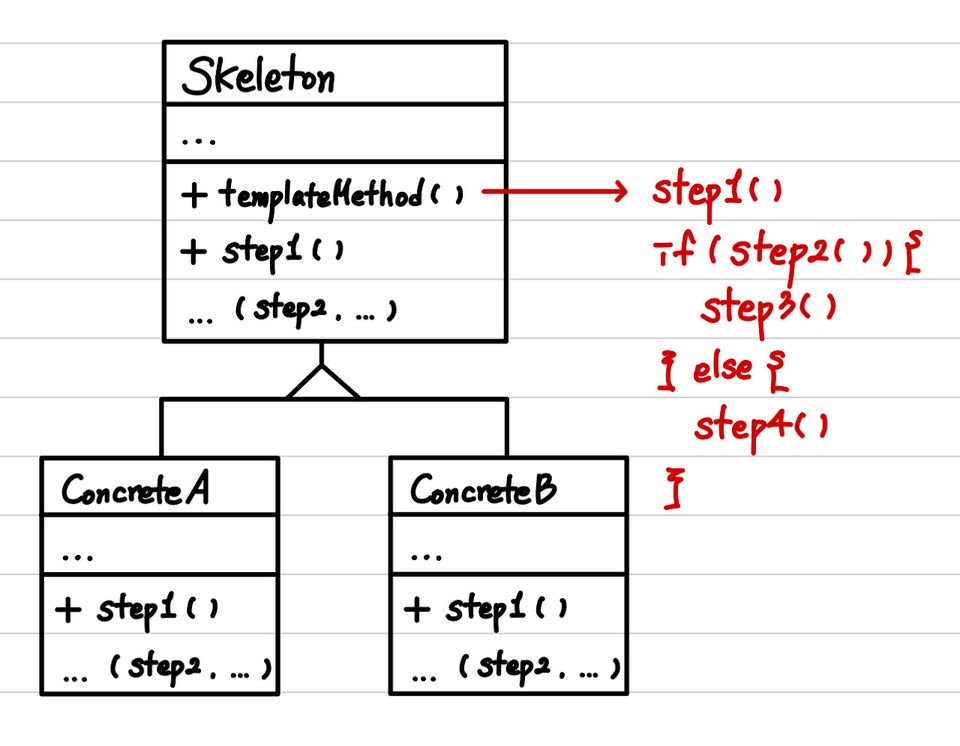 Skeleton
...
+ templateMethod()
+ step1()
... (step2, ...)
step1()
if (step2()) {
step3()
} else {
step4()
}
ConcreteA
...
+ step1()
... (step2, ...)
ConcreteB
...
+ step1()
... (step2, ...)